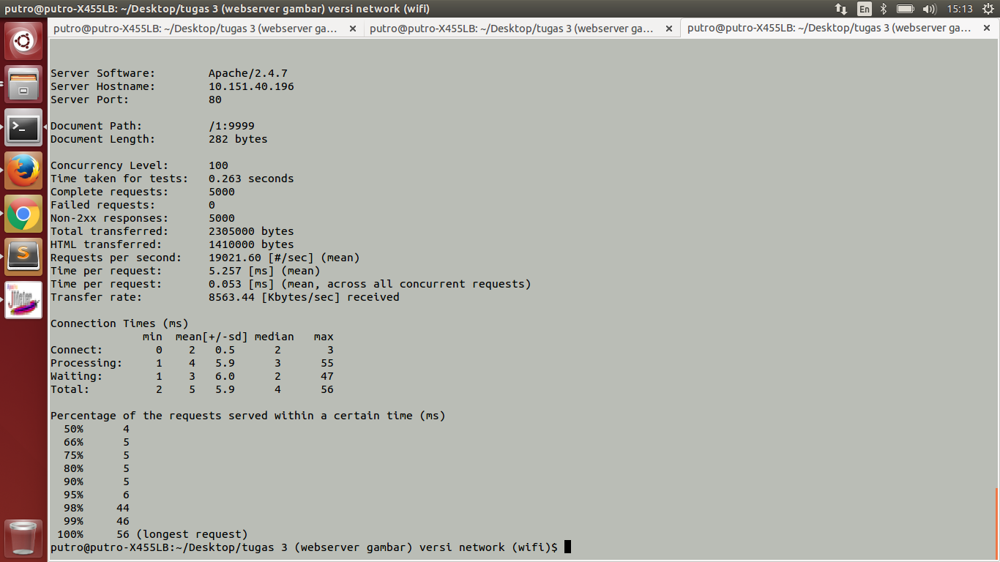 putro@putro-X455LB: ~/Desktop/tugas 3 (webserver gambar) versi network (wifi)
En
15:13
putro@putro-X455LB: ~/Desktop/tugas 3 (webserver ga...
putro@putro-X455LB: ~/Desktop/tugas 3 (webserver ga...
putro@putro-X455LB: ~/Desktop/tugas 3 (webserver ga...
Server Software:        Apache/2.4.7
Server Hostname:        10.151.40.196
Server Port:            80
Document Path:          /1:9999
Document Length:        282 bytes
Concurrency Level:      100
Time taken for tests:   0.263 seconds
Complete requests:      5000
Failed requests:        0
Non-2xx responses:      5000
Total transferred:      2305000 bytes
HTML transferred:       1410000 bytes
Requests per second:    19021.60 [#/sec] (mean)
Time per request:       5.257 [ms] (mean)
Time per request:       0.053 [ms] (mean, across all concurrent requests)
Transfer rate:          8563.44 [Kbytes/sec] received
Connection Times (ms)
              min  mean[+/-sd] median   max
Connect:        0    2   0.5      2       3
Processing:     1    4   5.9      3      55
Waiting:        1    3   6.0      2      47
Total:          2    5   5.9      4      56
Percentage of the requests served within a certain time (ms)
  50%      4
  66%      5
  75%      5
  80%      5
  90%      5
  95%      6
  98%     44
  99%     46
 100%     56 (longest request)
putro@putro-X455LB:~/Desktop/tugas 3 (webserver gambar) versi network (wifi)$